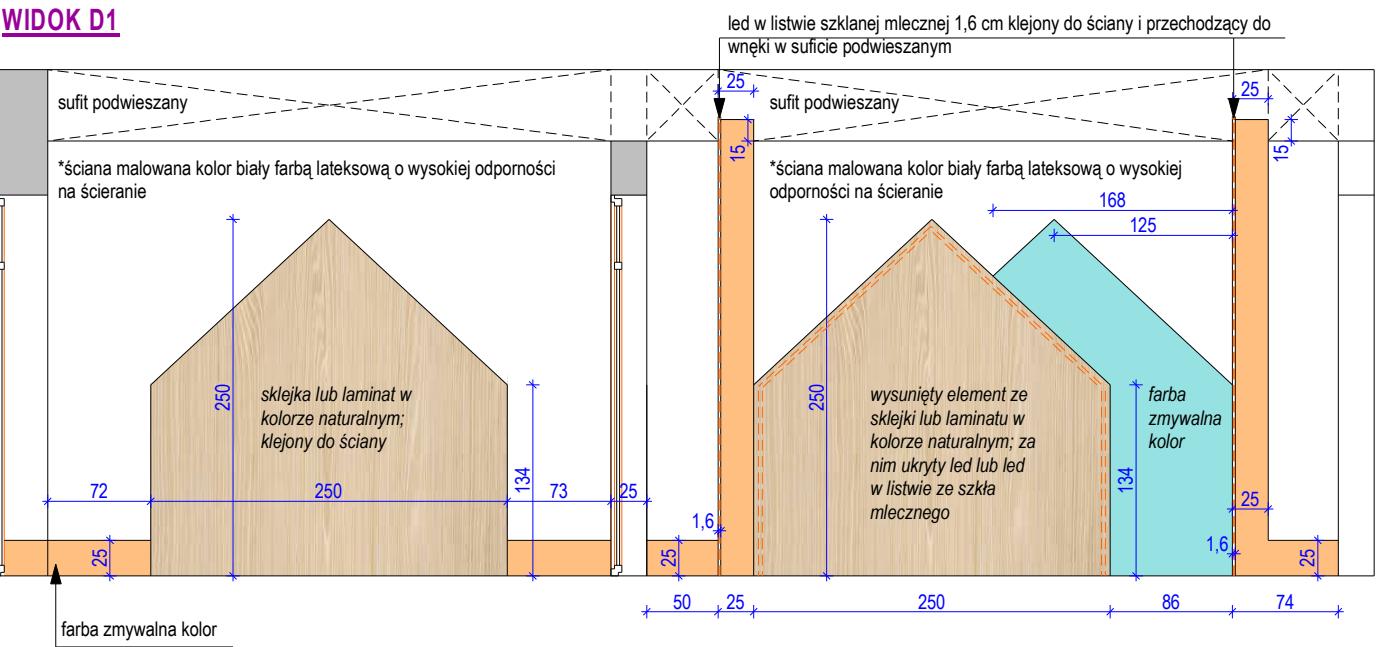 WIDOK D1
led w listwie szklanej mlecznej 1,6 cm klejony do ściany i przechodzący do
wnęki w suficie podwieszanym
25
25
sufit podwieszany
sufit podwieszany
15
15
*ściana malowana kolor biały farbą lateksową o wysokiej odporności
na ścieranie
*ściana malowana kolor biały farbą lateksową o wysokiej
odporności na ścieranie
168
125
250
sklejka lub laminat w
kolorze naturalnym;
klejony do ściany
250
wysunięty element ze
sklejki lub laminatu w
kolorze naturalnym; za
nim ukryty led lub led
w listwie ze szkła
mlecznego
farba
zmywalna
kolor
134
134
72
250
73
25
25
1,6
1,6
25
25
25
50
25
250
86
74
farba zmywalna kolor